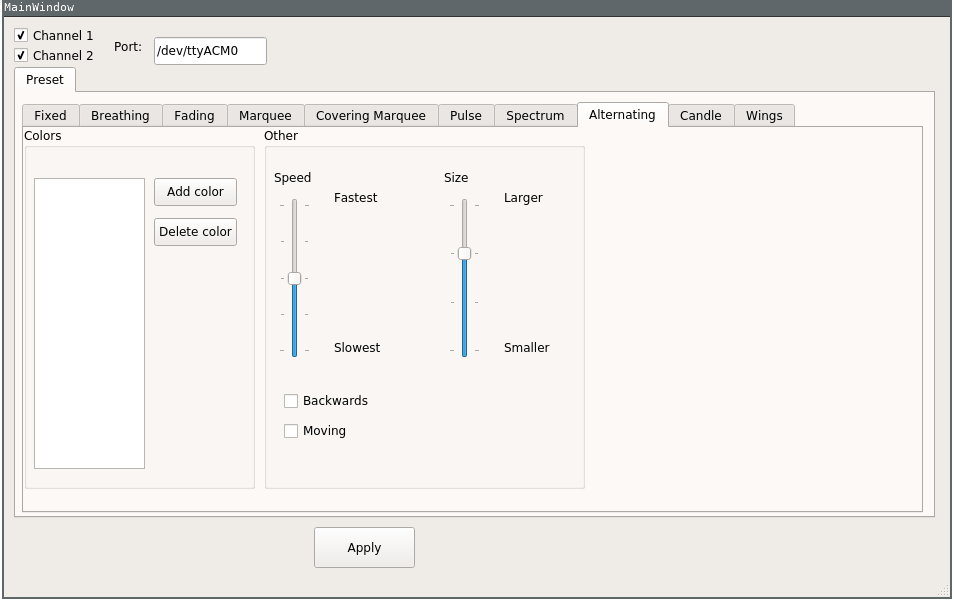 MainWindow
Channel 1
Channel 2
Port:
/dev/ttyACM0
Preset
Fixed Breathing Fading Marquee Covering Marquee Pulse Spectrum Alternating Candle Wings
Colors
Other
Add color
Delete color
Speed
Fastest
Slowest
Size
Larger
Smaller
Backwards
Moving
Apply